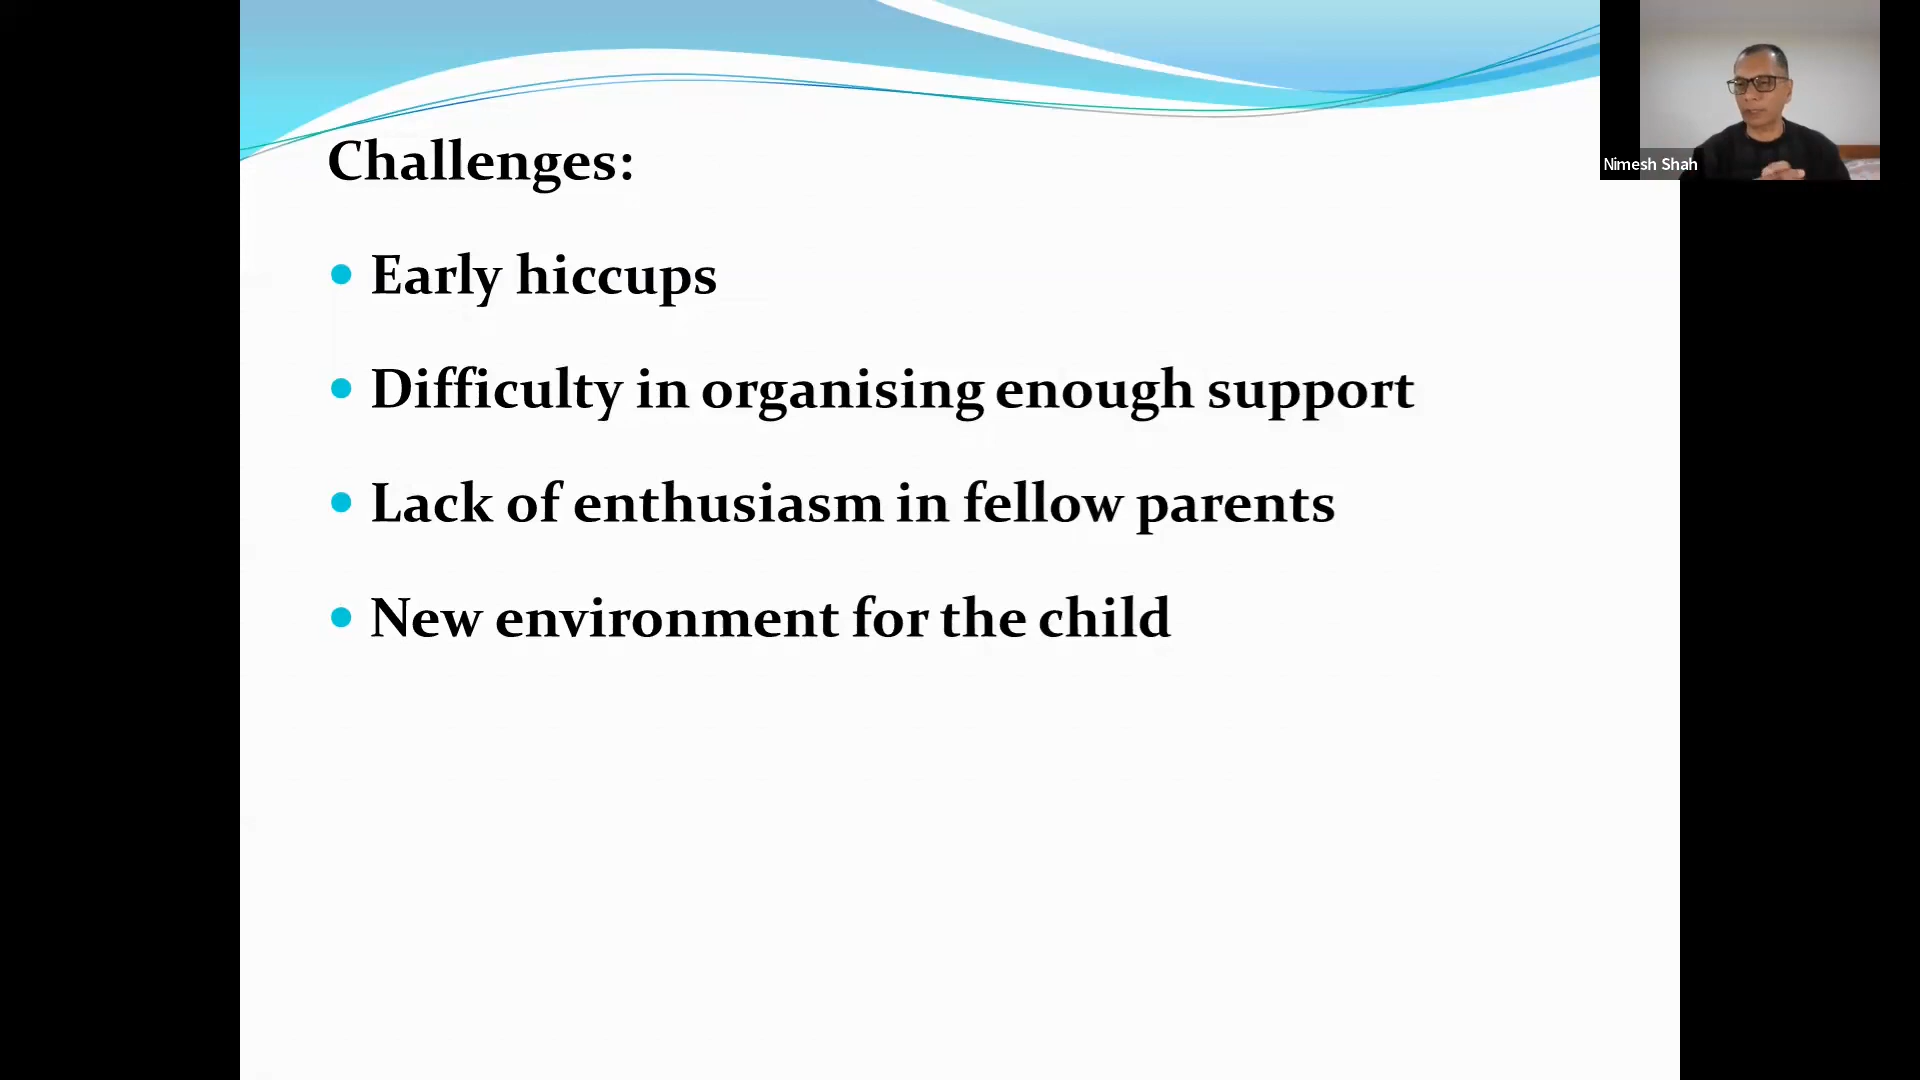 Challenges:
Early hiccups
Difficulty in organising enough support
Lack of enthusiasm in fellow parents
New environment for the child
Nimesh Shah